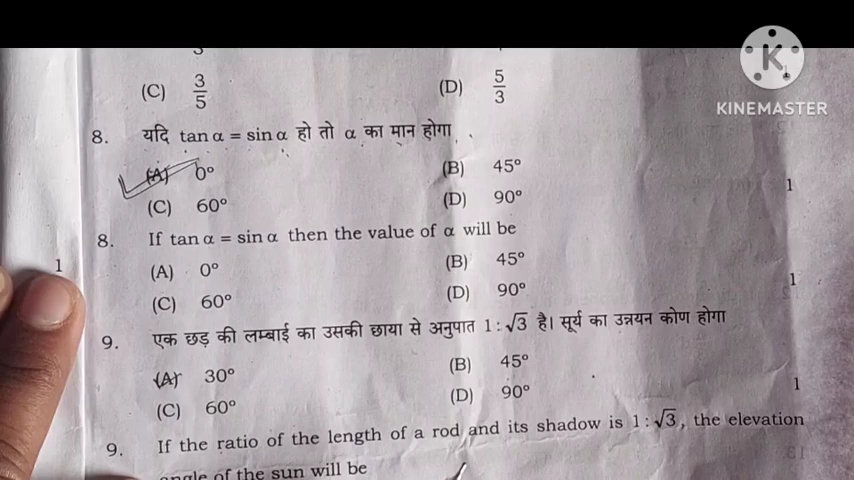 K
KINEMASTER
(C) 3/5 (D) 5/3
8. यदि tan α = sin α हो तो α का मान होगा
(A) 0° (B) 45°
(C) 60° (D) 90°
1
8. If tan α = sin α then the value of α will be
1
(A) 0° (B) 45°
(C) 60° (D) 90°
1
9. एक छड़ की लम्बाई का उसकी छाया से अनुपात 1 : √3 है। सूर्य का उन्नयन कोण होगा
(A) 30° (B) 45°
(C) 60° (D) 90°
1
9. If the ratio of the length of a rod and its shadow is 1 : √3, the elevation
angle of the sun will be